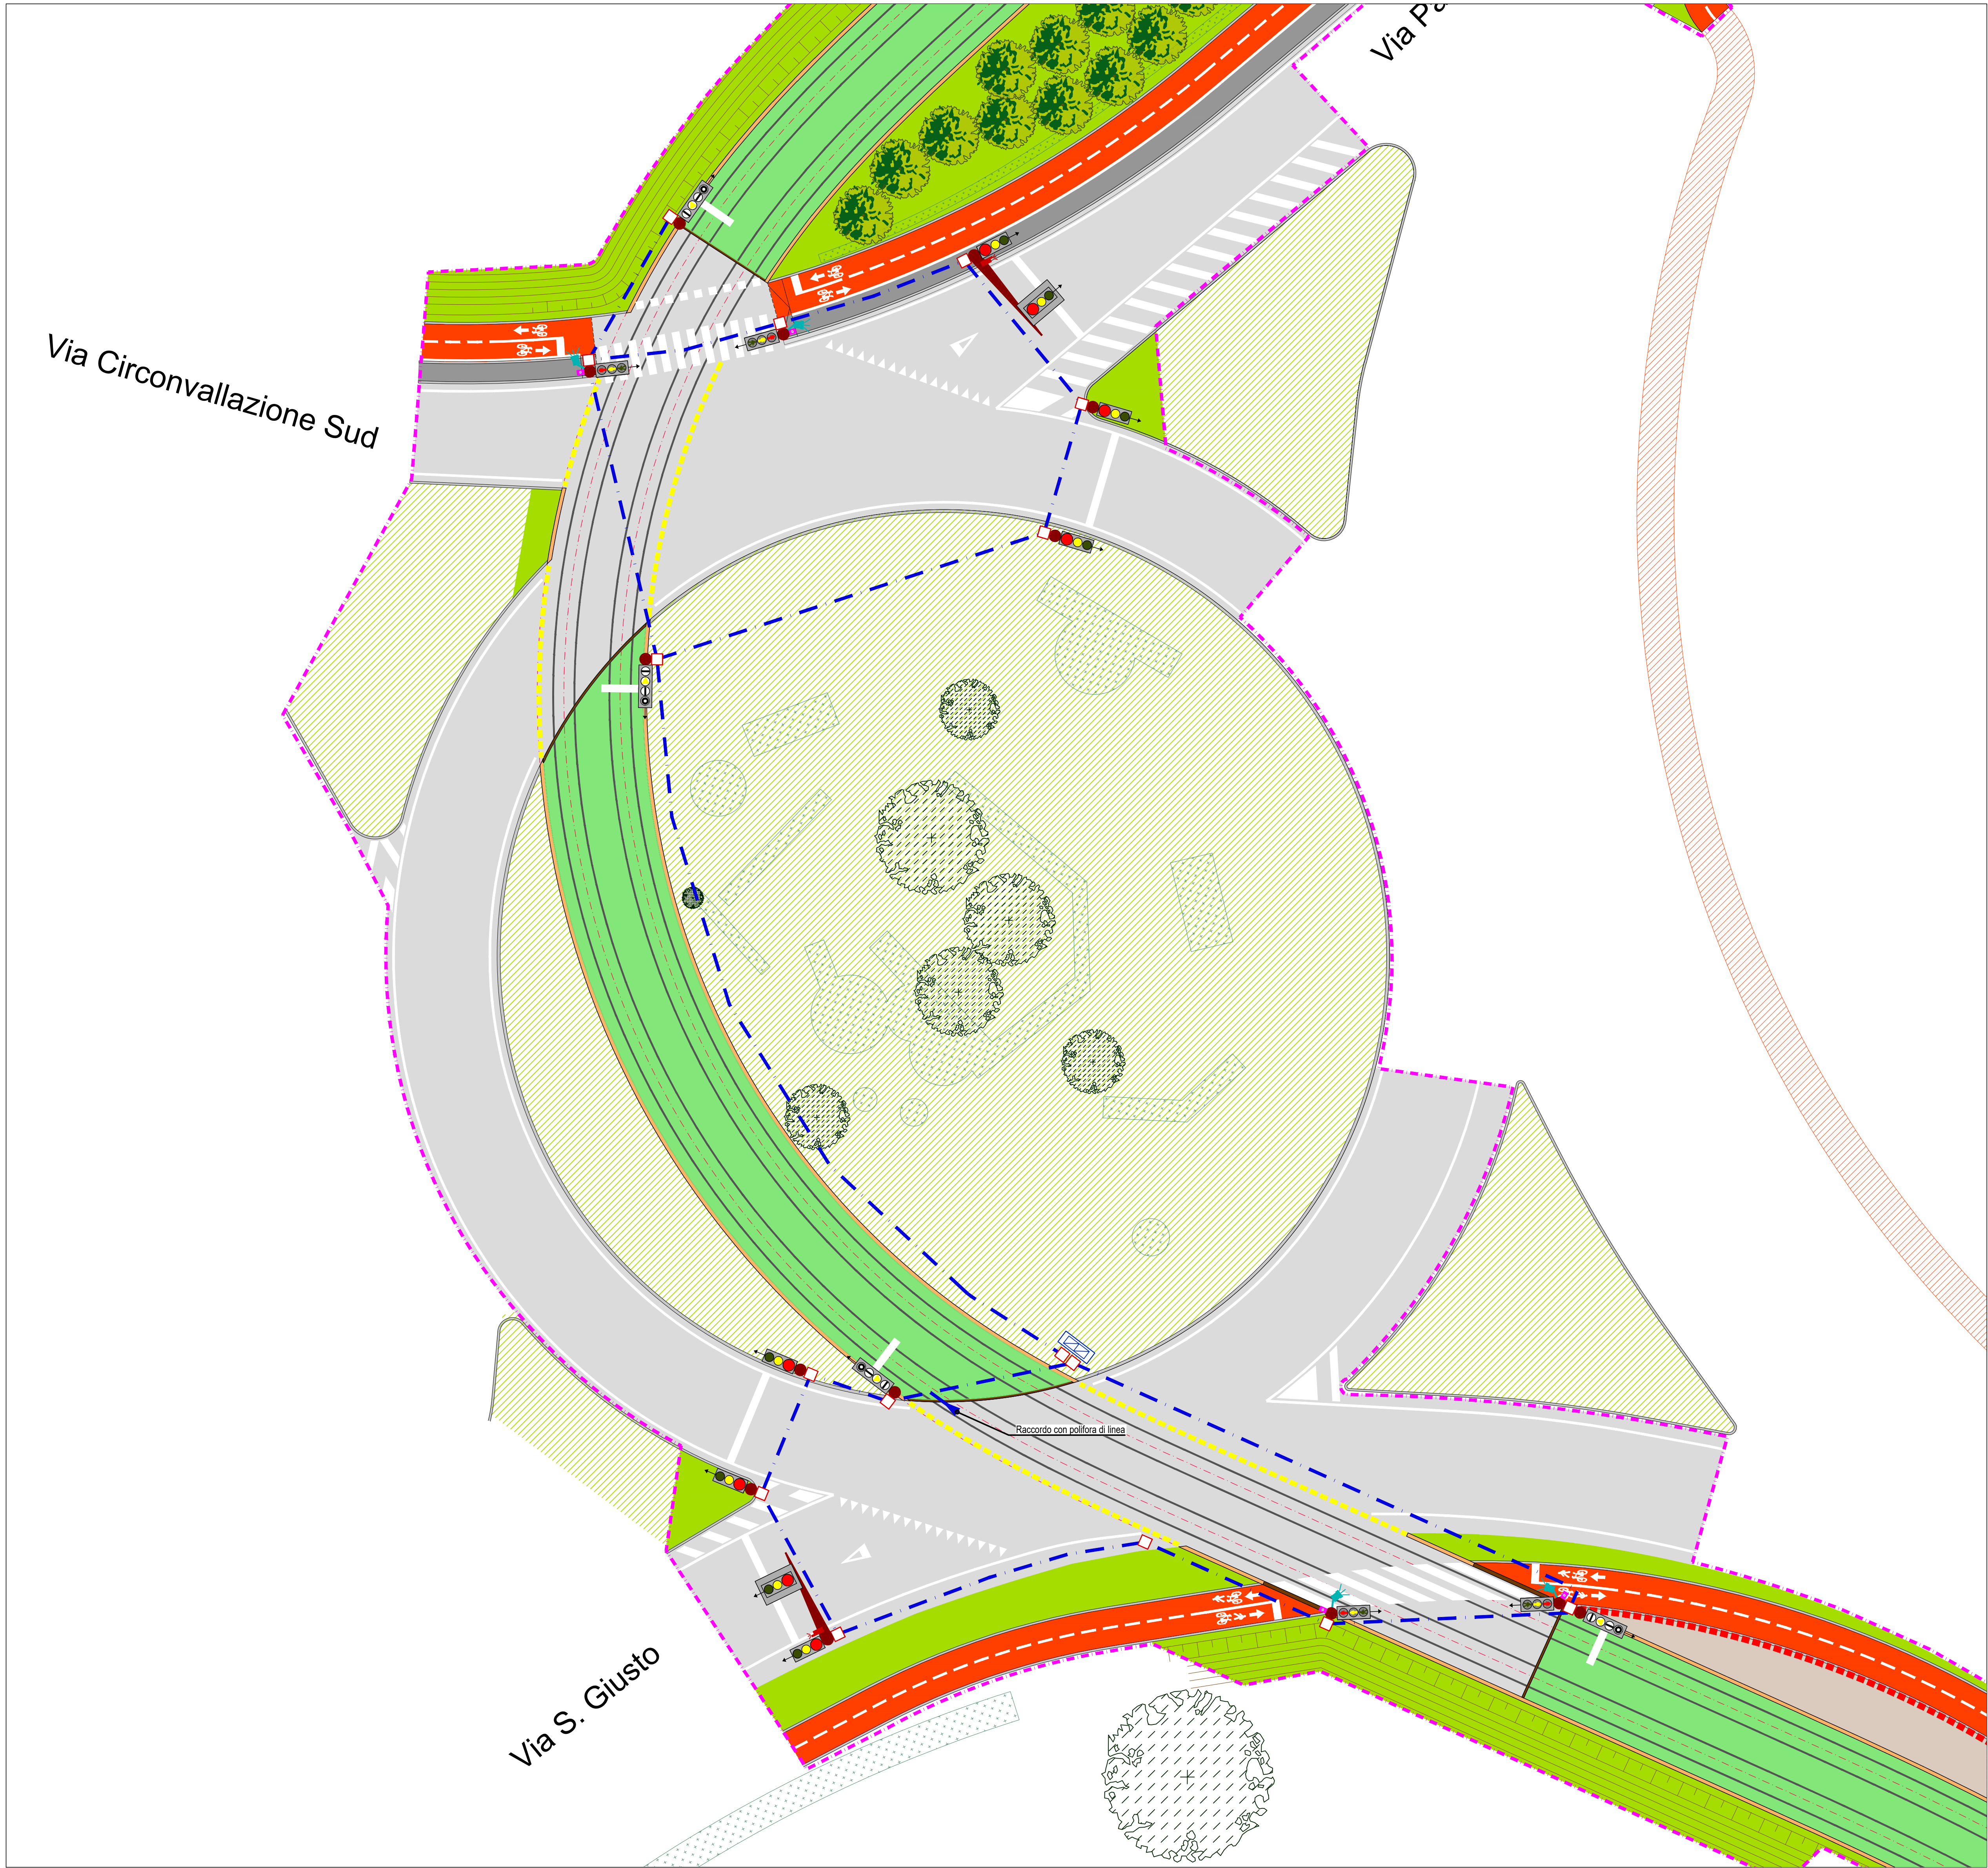 Via Pa
Via Circonvallazione Sud
Raccordo con polifora di linea
Via S. Giusto